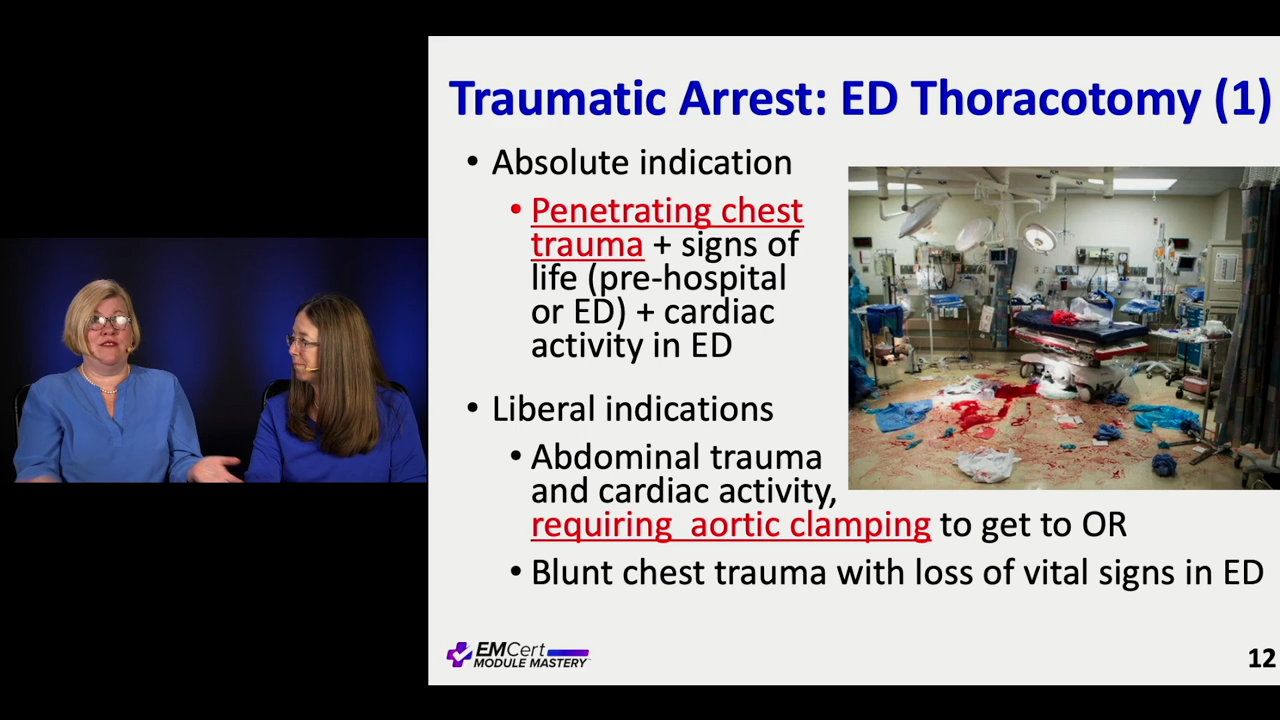 Traumatic Arrest: ED Thoracotomy (1)
• Absolute indication
• Penetrating chest
trauma + signs of
life (pre-hospital
or ED) + cardiac
activity in ED
• Liberal indications
• Abdominal trauma
and cardiac activity,
requiring aortic clamping to get to OR
• Blunt chest trauma with loss of vital signs in ED
EMCert
MODULE MASTERY
12